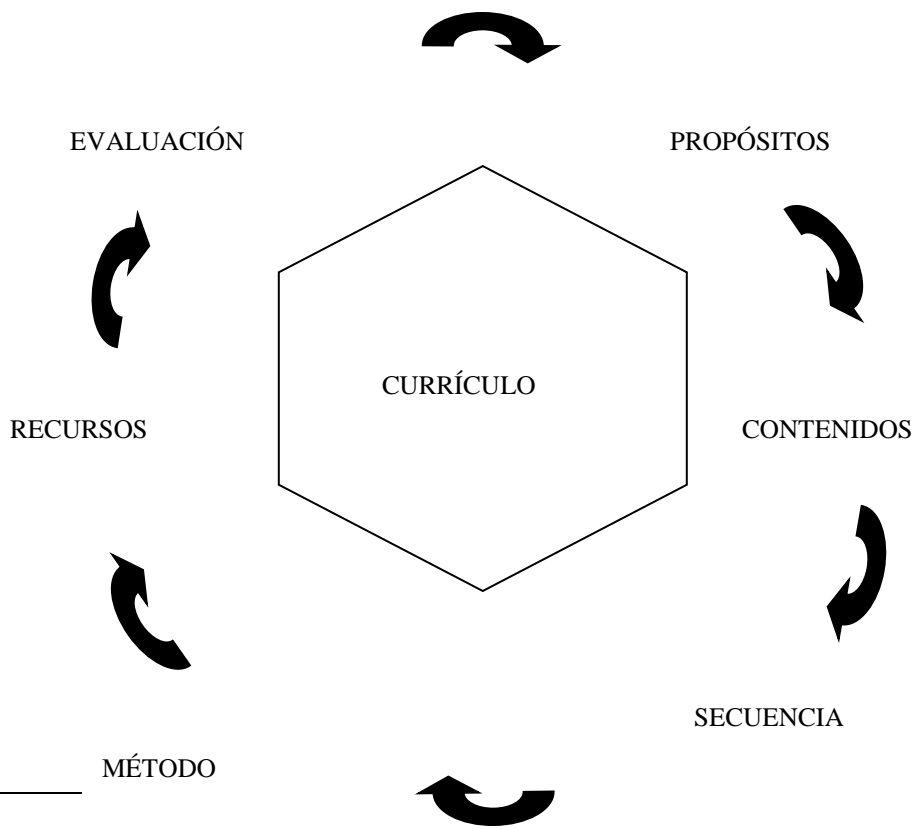 EVALUACIÓN
PROPÓSITOS
CURRÍCULO
RECURSOS
CONTENIDOS
SECUENCIA
MÉTODO